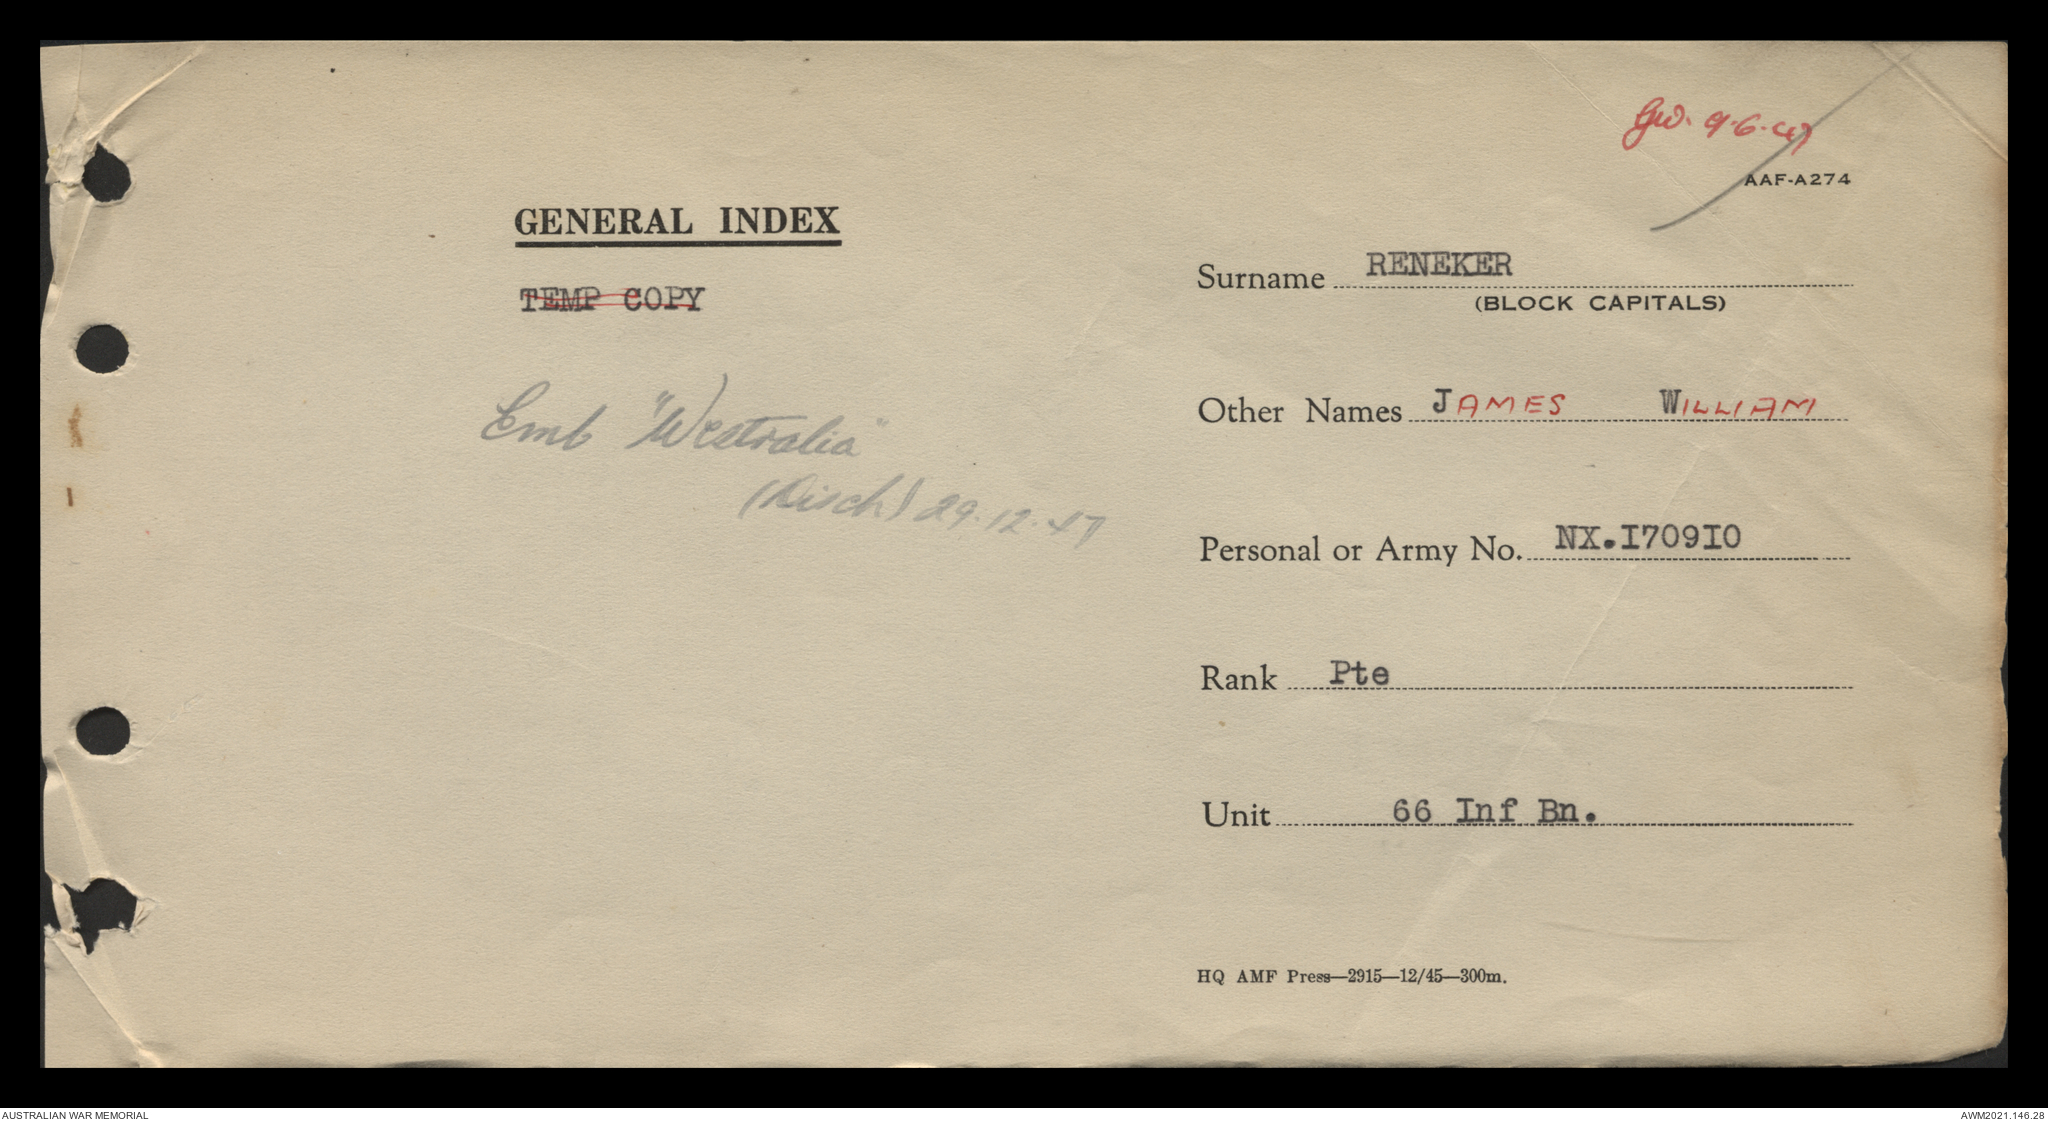 9.6.47
AAF-A274
GENERAL INDEX
TEMP COPY
Emb "Westralia"
(Disch) 29.12.47
Surname RENEKER
(BLOCK CAPITALS)
Other Names JAMES WILLIAM
Personal or Army No. NX.I709I0
Rank Pte
Unit 66 Inf Bn.
HQ AMF Press—2915—12/45—300m.
AUSTRALIAN WAR MEMORIAL
AWM2021.146.28